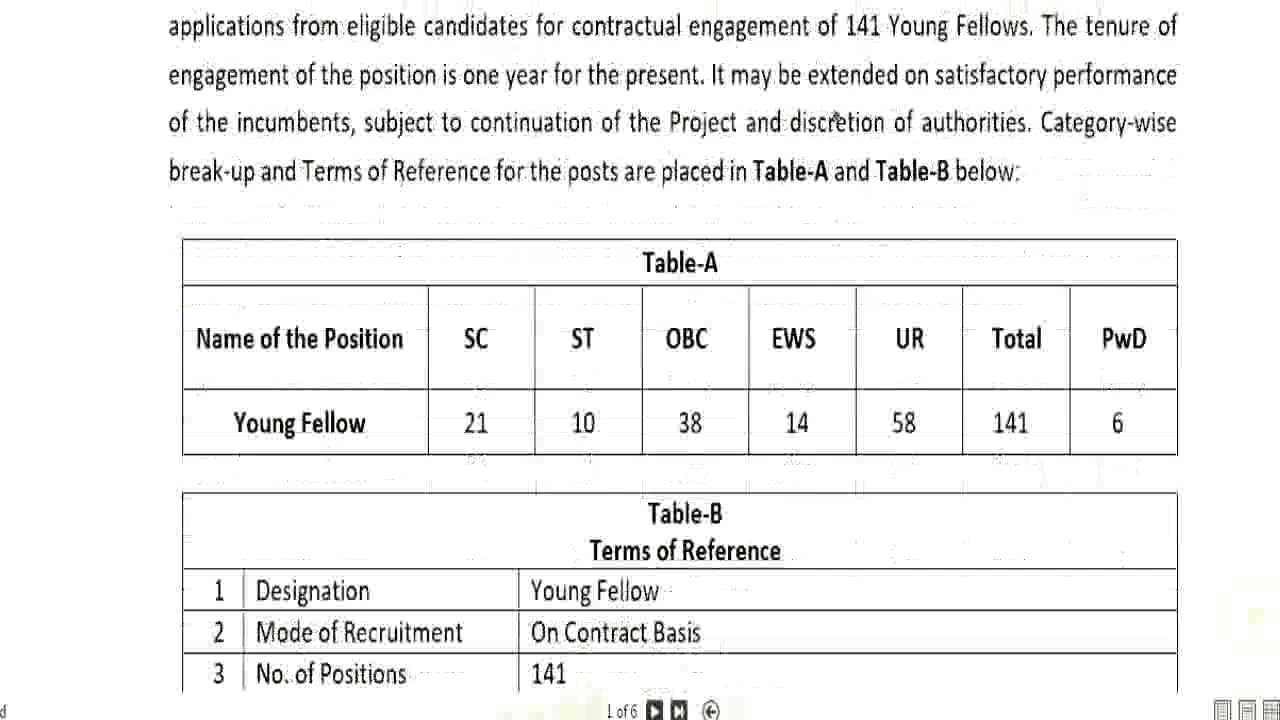 applications from eligible candidates for contractual engagement of 141 Young Fellows. The tenure of
engagement of the position is one year for the present. It may be extended on satisfactory performance
of the incumbents, subject to continuation of the Project and discretion of authorities. Category-wise
break-up and Terms of Reference for the posts are placed in Table-A and Table-B below:
Table-A
Name of the Position SC ST OBC EWS UR Total PwD
Young Fellow 21 10 38 14 58 141 6
Table-B
Terms of Reference
1 Designation Young Fellow
2 Mode of Recruitment On Contract Basis
3 No. of Positions 141
d 1 of 6